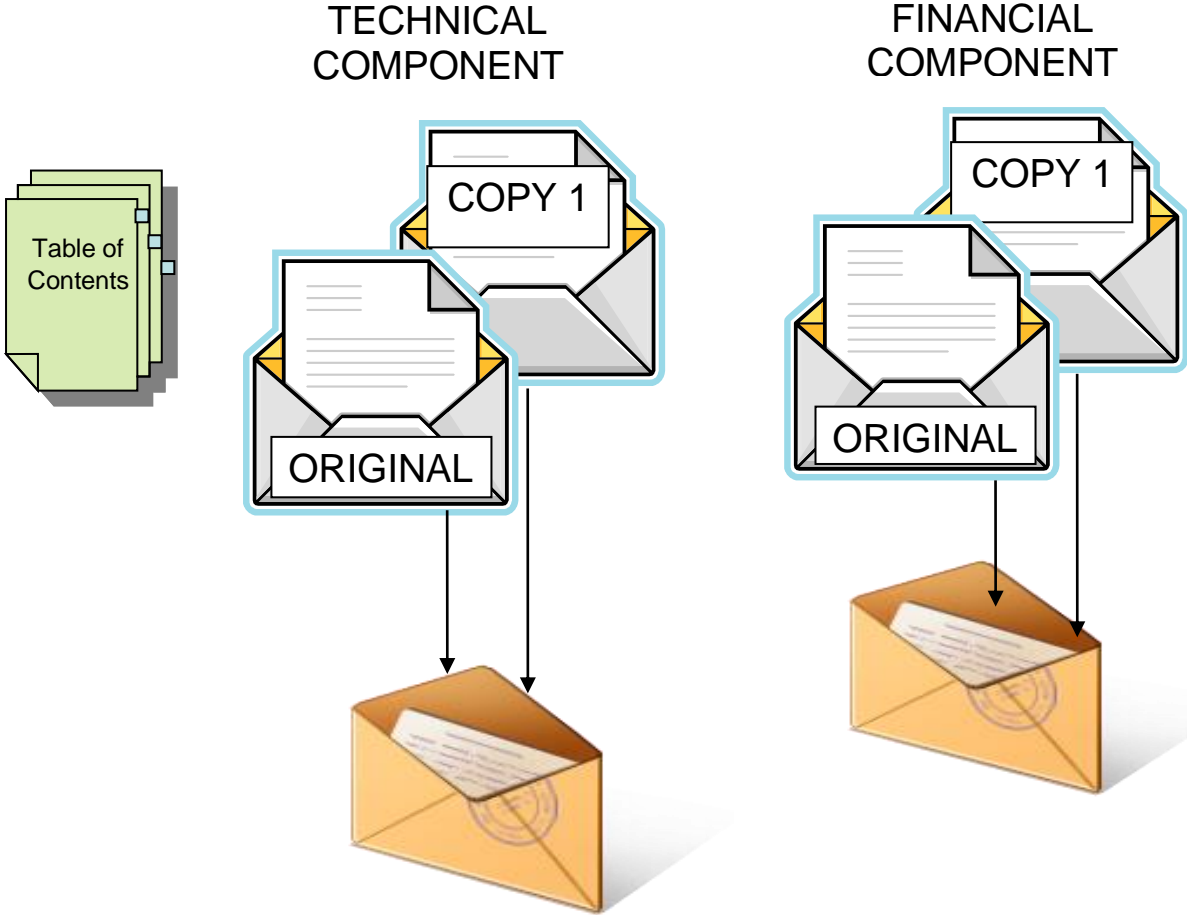 TECHNICAL
COMPONENT
FINANCIAL
COMPONENT
Table of
Contents
COPY 1
ORIGINAL
COPY 1
ORIGINAL